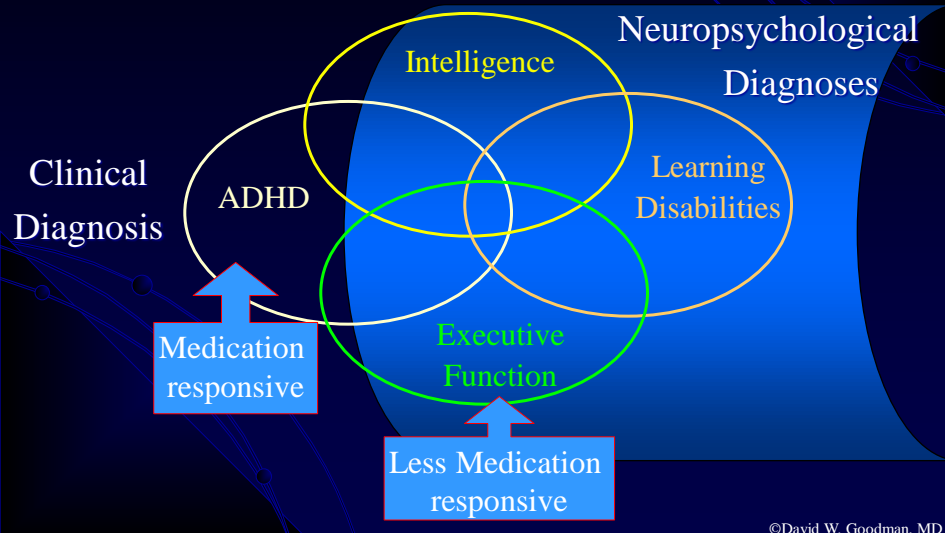 Neuropsychological
Diagnoses
Intelligence
Clinical
Diagnosis
ADHD
Learning
Disabilities
Medication
responsive
Executive
Function
Less Medication
responsive
©David W. Goodman, MD